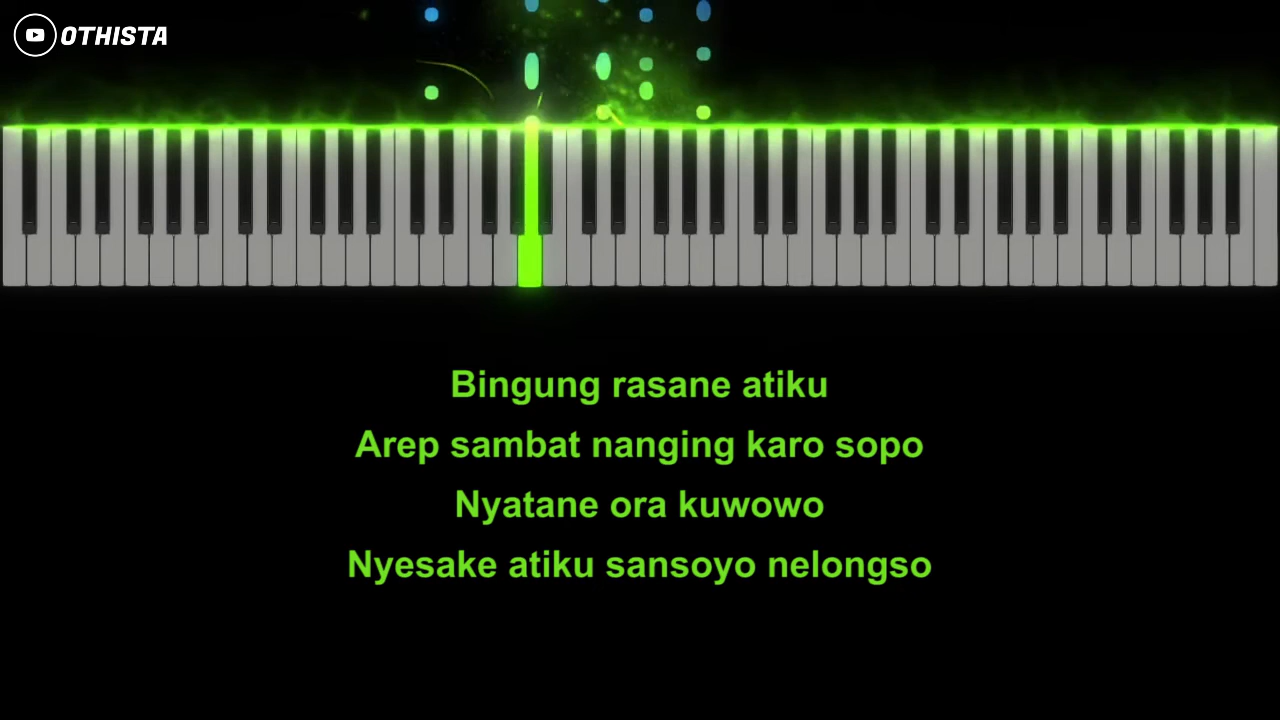 OTHISTA
Bingung rasane atiku
Arep sambat nanging karo sopo
Nyatane ora kuwowo
Nyesake atiku sansoyo nelongso